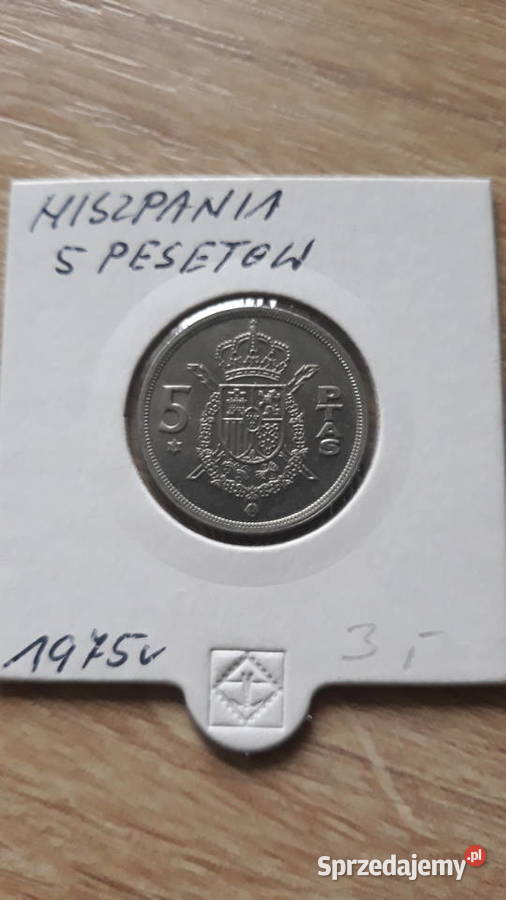 HISZPANIA
5 PESETOW
5 PTAS
1975r
3,-
Sprzedajemy.pl